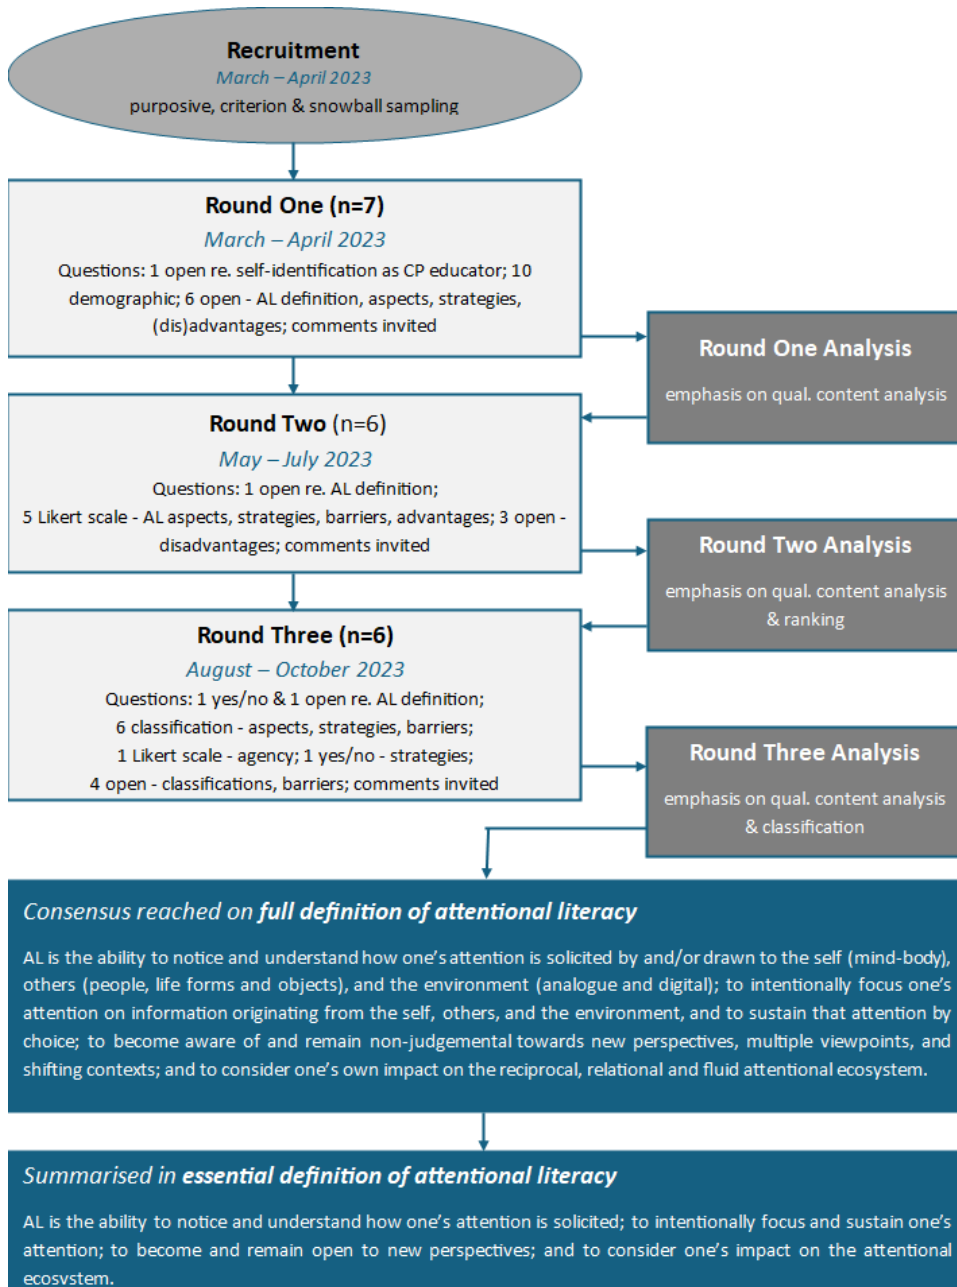 Recruitment
March – April 2023
purposive, criterion & snowball sampling
Round One (n=7)
March – April 2023
Questions: 1 open re. self-identification as CP educator; 10
demographic; 6 open - AL definition, aspects, strategies,
(dis)advantages; comments invited
Round One Analysis
emphasis on qual. content analysis
Round Two (n=6)
May – July 2023
Questions: 1 open re. AL definition;
5 Likert scale - AL aspects, strategies, barriers, advantages; 3 open -
disadvantages; comments invited
Round Two Analysis
emphasis on qual. content analysis
& ranking
Round Three (n=6)
August – October 2023
Questions: 1 yes/no & 1 open re. AL definition;
6 classification - aspects, strategies, barriers;
1 Likert scale - agency; 1 yes/no - strategies;
4 open - classifications, barriers; comments invited
Round Three Analysis
emphasis on qual. content analysis
& classification
Consensus reached on full definition of attentional literacy
AL is the ability to notice and understand how one's attention is solicited by and/or drawn to the self (mind-body),
others (people, life forms and objects), and the environment (analogue and digital); to intentionally focus one's
attention on information originating from the self, others, and the environment, and to sustain that attention by
choice; to become aware of and remain non-judgemental towards new perspectives, multiple viewpoints, and
shifting contexts; and to consider one's own impact on the reciprocal, relational and fluid attentional ecosystem.
Summarised in essential definition of attentional literacy
AL is the ability to notice and understand how one's attention is solicited; to intentionally focus and sustain one's
attention; to become and remain open to new perspectives; and to consider one's impact on the attentional
ecosystem.